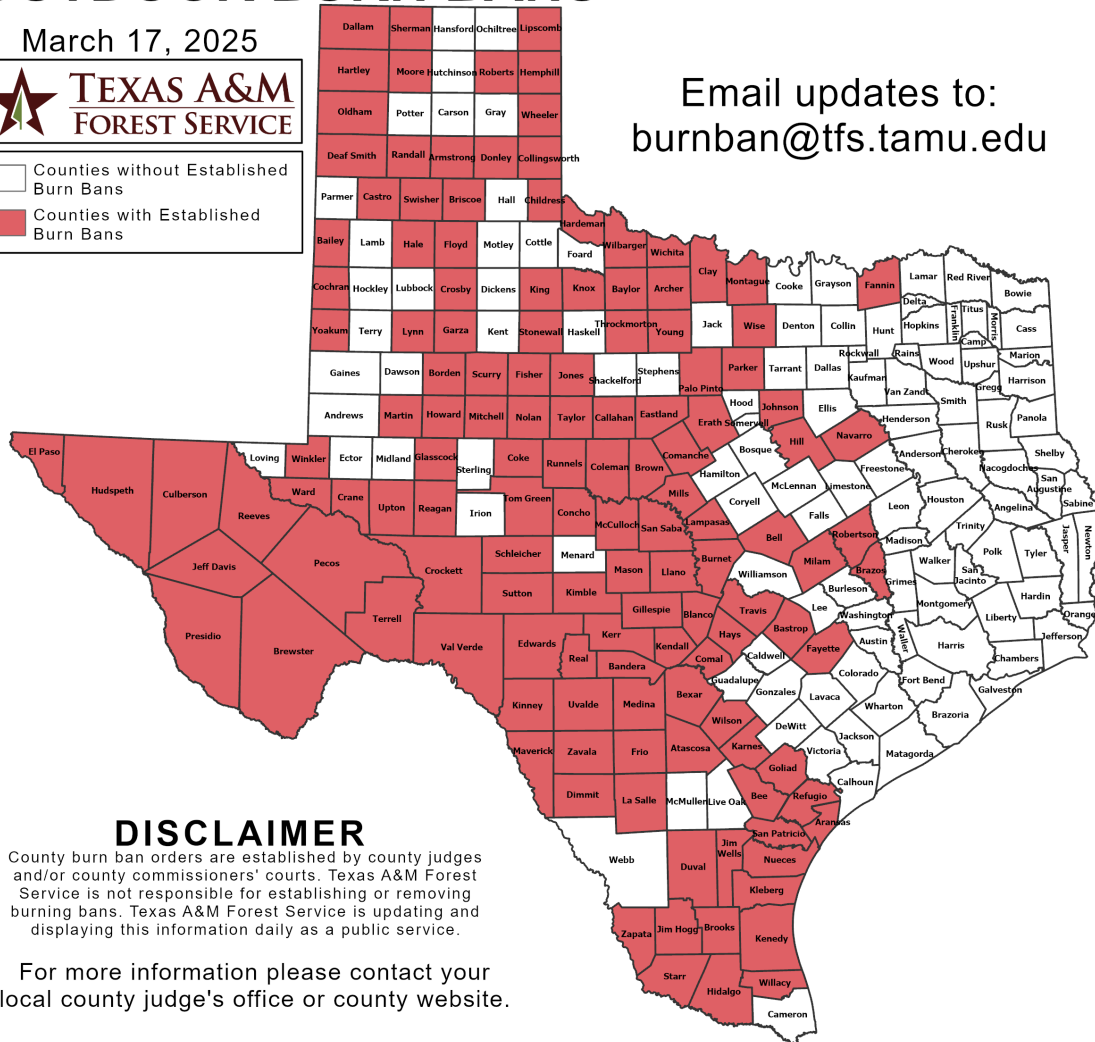 March 17, 2025
TEXAS A&M
FOREST SERVICE
Counties without Established
Burn Bans
Counties with Established
Burn Bans
Email updates to:
burnban@tfs.tamu.edu
Dallam Sherman Hansford Ochiltree Lipscomb
Hartley Moore Hutchinson Roberts Hemphill
Oldham Potter Carson Gray Wheeler
Deaf Smith Randall Armstrong Donley Collingsworth
Parmer Castro Swisher Briscoe Hall Childress
Hardeman
Bailey Lamb Hale Floyd Motley Cottle Foard Wilbarger Wichita
Clay Montague Cooke Grayson Fannin Lamar Red River Bowie
Cochran Hockley Lubbock Crosby Dickens King Knox Baylor Archer
Delta Titus Franklin Morris
Yoakum Terry Lynn Garza Kent Stonewall Haskell Throckmorton Young Jack Wise Denton Collin Hunt Hopkins Camp Cass
Gaines Dawson Borden Scurry Fisher Jones Shackelford Stephens Palo Pinto Parker Tarrant Dallas Rockwall Kaufman Rains Wood Upshur Marion
Van Zandt Smith Gregg Harrison
Andrews Martin Howard Mitchell Nolan Taylor Callahan Eastland Erath Hood Somervell Johnson Ellis Henderson Rusk Panola
El Paso Hudspeth Culberson Loving Winkler Ector Midland Glasscock Sterling Coke Runnels Coleman Brown Comanche Bosque Hill Navarro Freestone Anderson Cherokee Nacogdoches Shelby
Reeves Ward Crane Upton Reagan Irion Tom Green Concho McCulloch San Saba Mills Hamilton Coryell McLennan Limestone Leon Houston Angelina San
Augustine Sabine
Lampasas Bell Falls Robertson Madison Trinity Polk Tyler Jasper Newton
Jeff Davis Pecos Crockett Schleicher Menard Mason Llano Burnet Williamson Milam Brazos Grimes Walker San
Jacinto
Presidio Brewster Terrell Sutton Kimble Gillespie Blanco Travis Lee Burleson Washington Montgomery Liberty Hardin Orange
Val Verde Edwards Real Kerr Bandera Kendall Hays Comal Bastrop Caldwell Fayette Austin Waller Harris Chambers Jefferson
Kinney Uvalde Medina Bexar Guadalupe Gonzales Lavaca Colorado Fort Bend Wharton Brazoria Galveston
Maverick Zavala Frio Atascosa Wilson Karnes DeWitt Victoria Jackson Matagorda
Dimmit La Salle McMullen Live Oak Bee Goliad Refugio Calhoun Aransas
Webb Duval Jim
Wells San Patricio Nueces Kleberg
Zapata Jim Hogg Brooks Kenedy
Starr Hidalgo Willacy
Cameron
DISCLAIMER
County burn ban orders are established by county judges
and/or county commissioners' courts. Texas A&M Forest
Service is not responsible for establishing or removing
burning bans. Texas A&M Forest Service is updating and
displaying this information daily as a public service.
For more information please contact your
local county judge's office or county website.